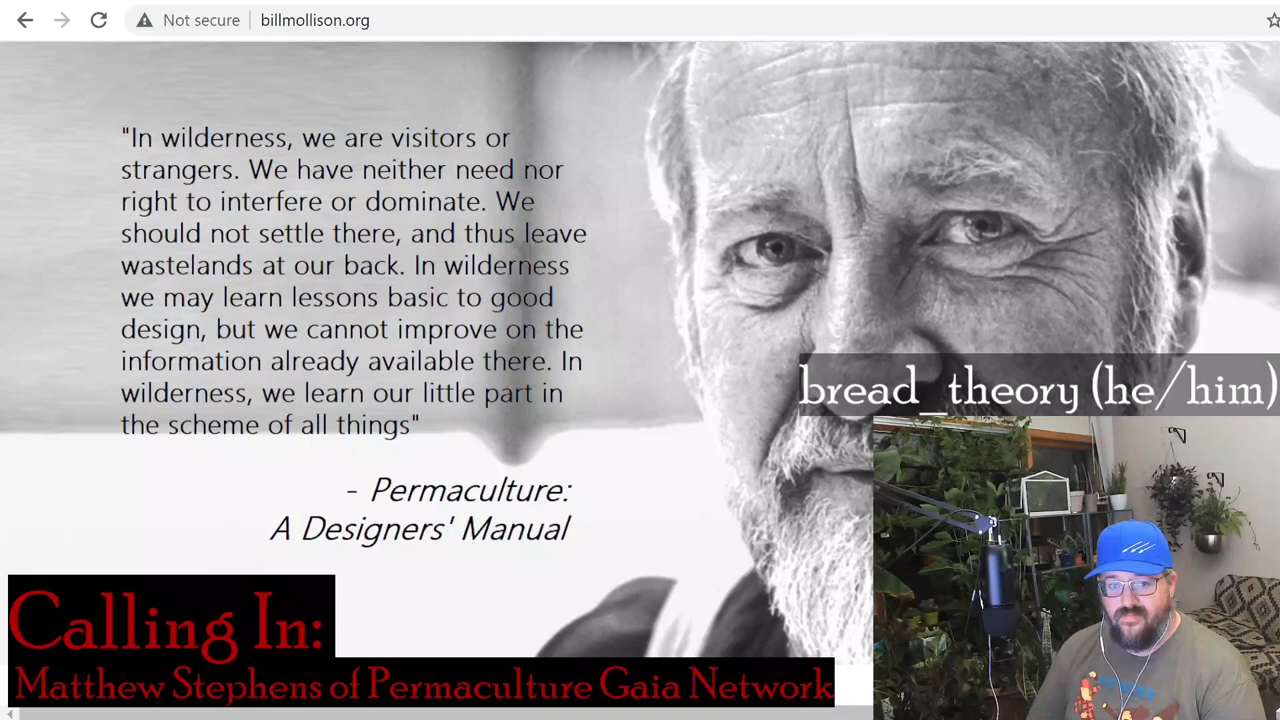 Not secure
billmollison.org
"In wilderness, we are visitors or
strangers. We have neither need nor
right to interfere or dominate. We
should not settle there, and thus leave
wastelands at our back. In wilderness
we may learn lessons basic to good
design, but we cannot improve on the
information already available there. In
wilderness, we learn our little part in
the scheme of all things"
- Permaculture:
A Designers' Manual
bread_theory (he/him)
Calling In:
Matthew Stephens of Permaculture Gaia Network